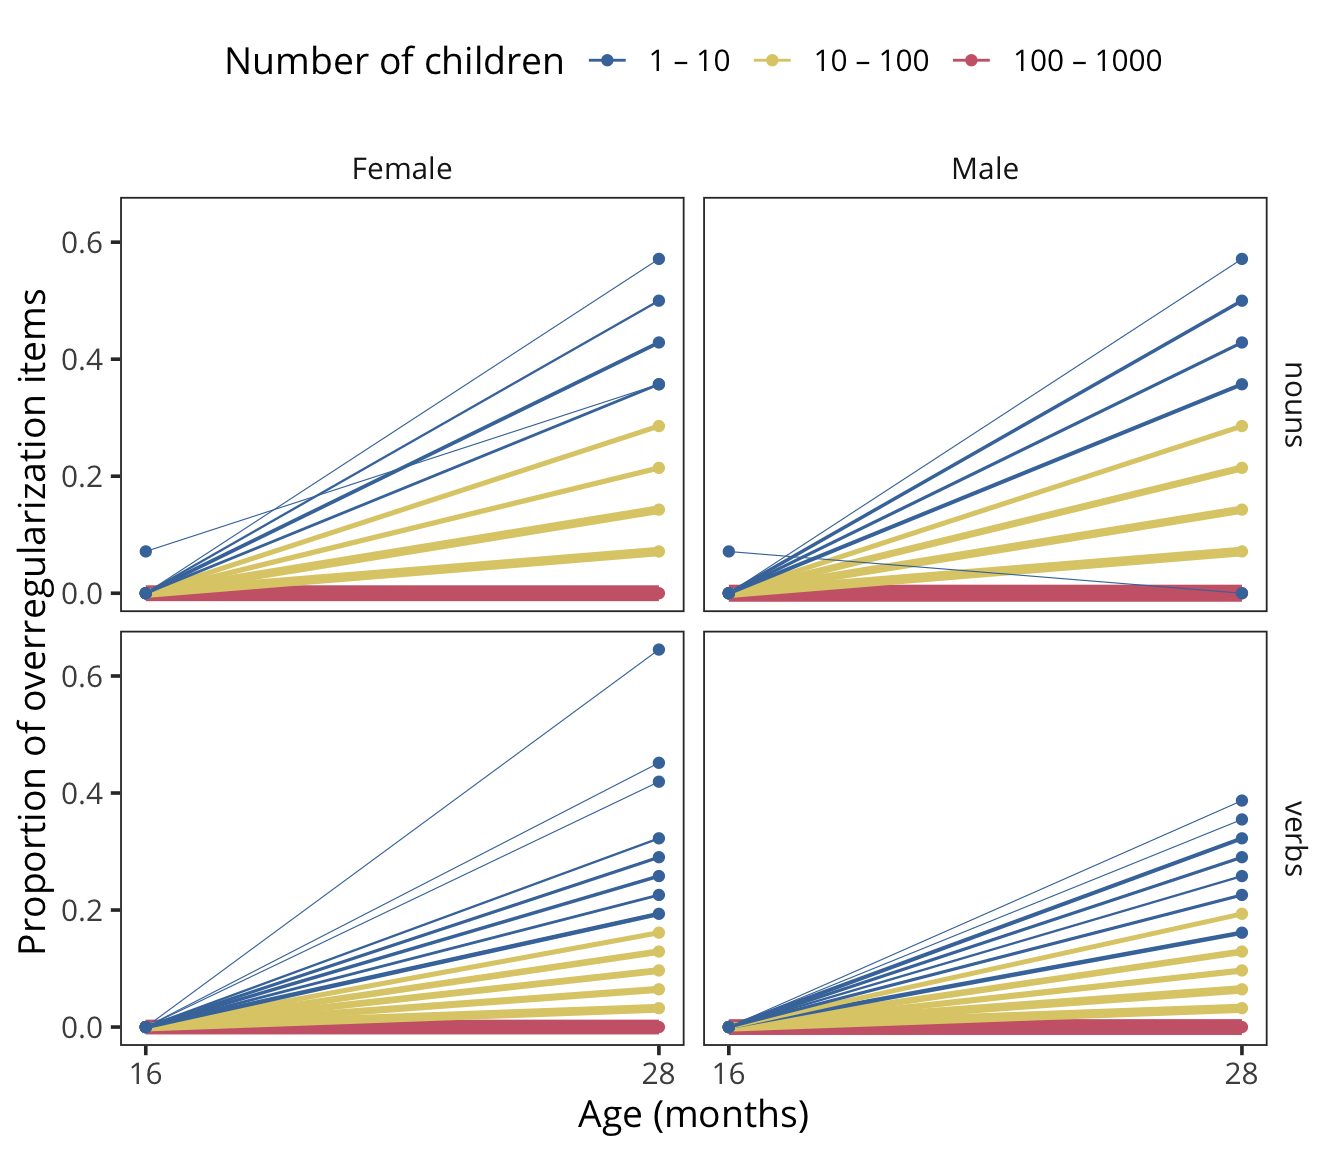 Number of children 1 – 10 10 – 100 100 – 1000
Female Male
Proportion of overregularization items
0.6
0.4
0.2
0.0
nouns
0.6
0.4
0.2
0.0
verbs
16 28 16 28
Age (months)